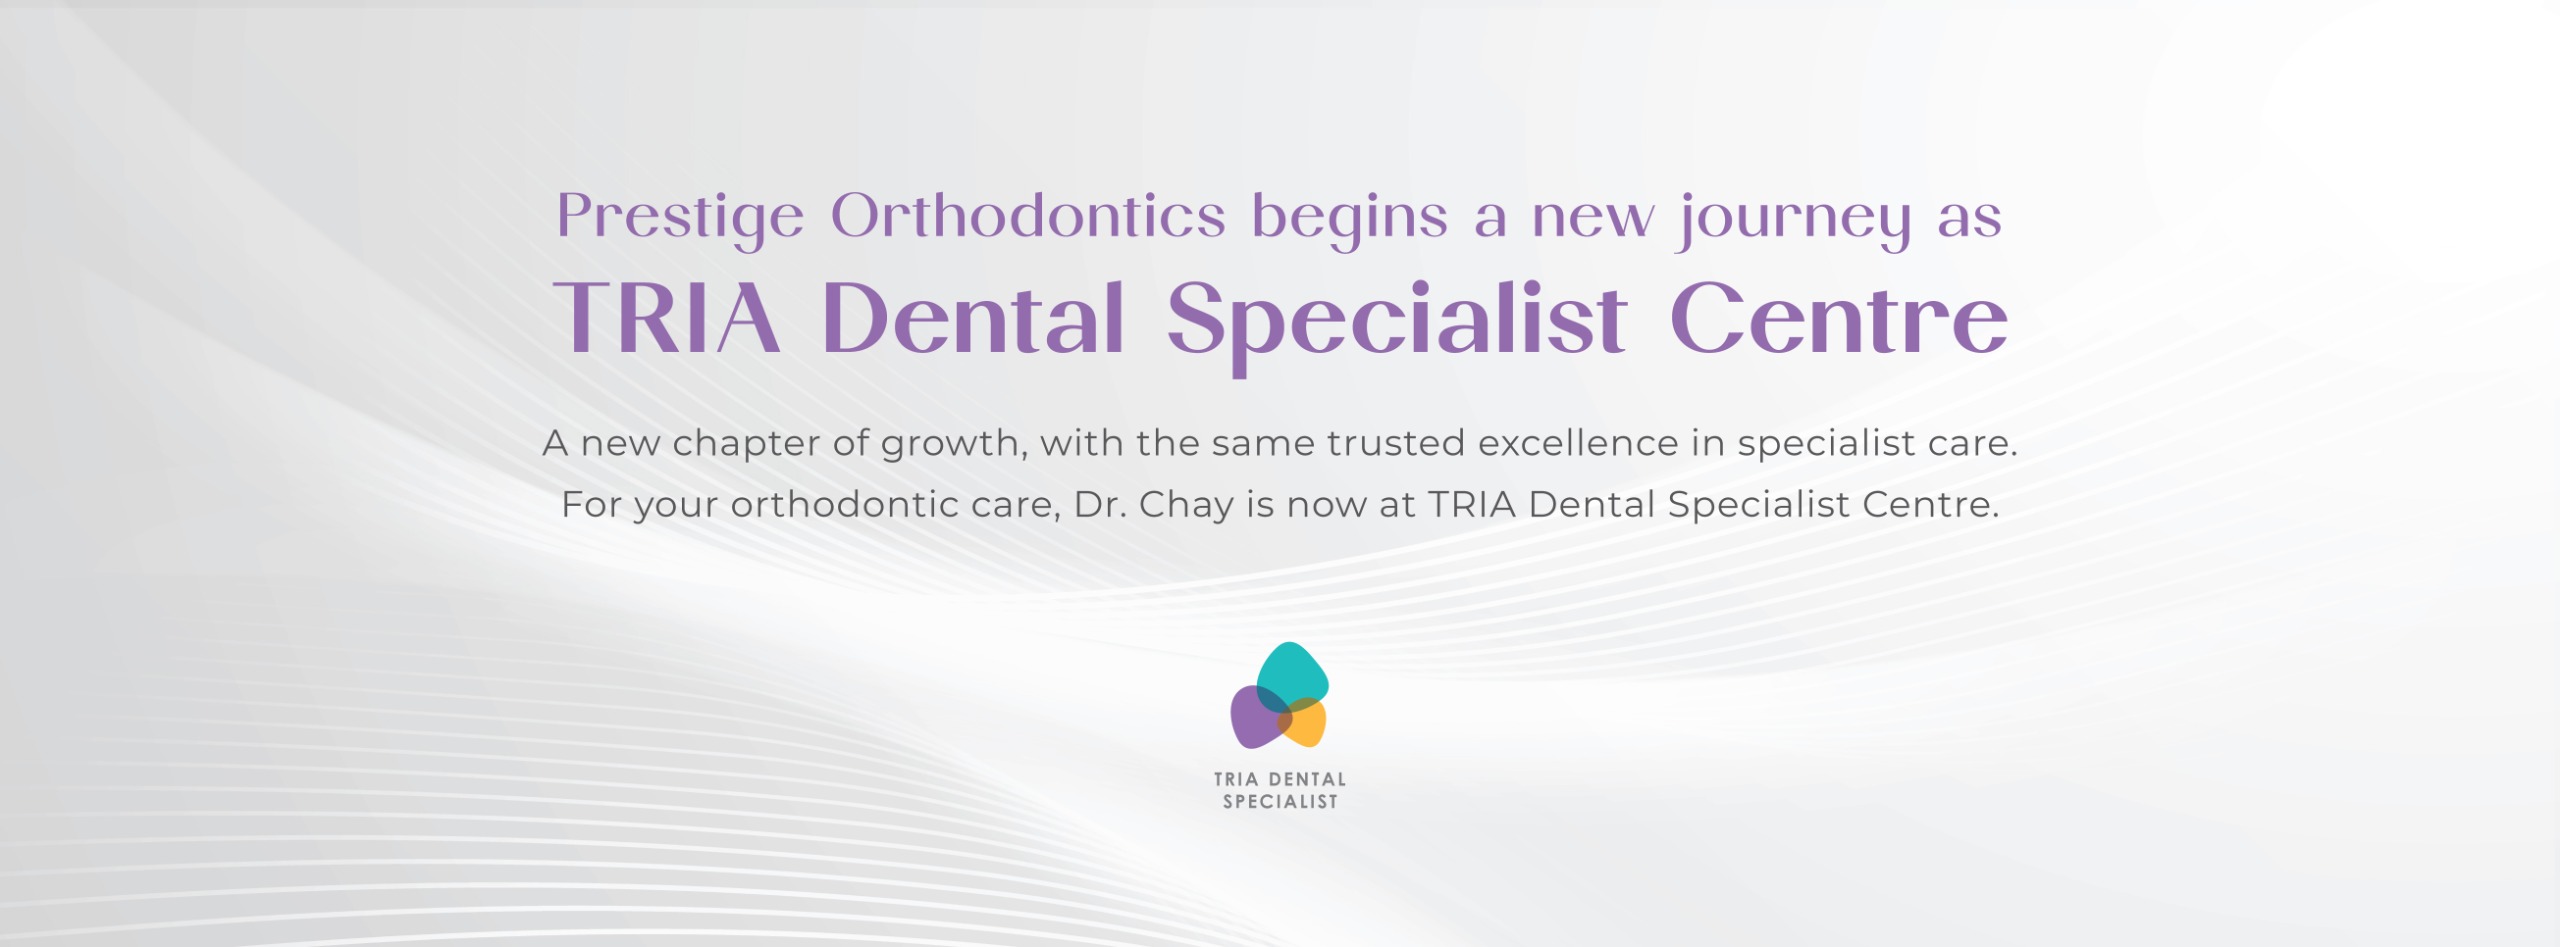 Prestige Orthodontics begins a new journey as
TRIA Dental Specialist Centre
A new chapter of growth, with the same trusted excellence in specialist care.
For your orthodontic care, Dr. Chay is now at TRIA Dental Specialist Centre.
TRIA DENTAL
SPECIALIST